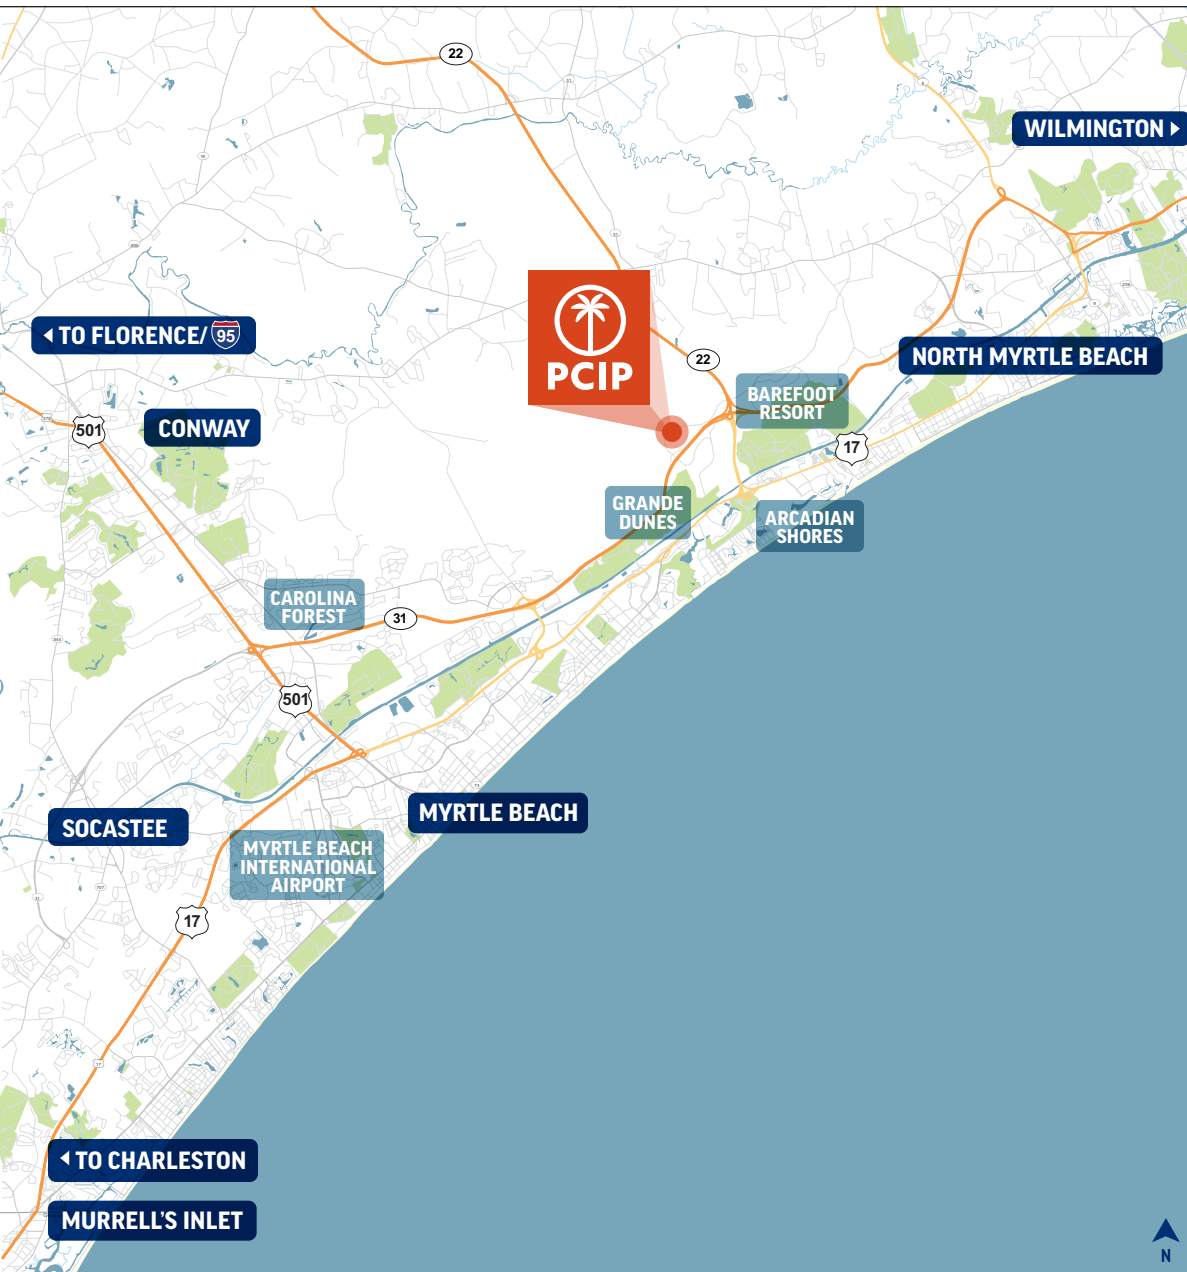 22
WILMINGTON
TO FLORENCE/ 95
PCIP
22
NORTH MYRTLE BEACH
BAREFOOT
RESORT
501
CONWAY
17
GRANDE
DUNES
ARCADIAN
SHORES
CAROLINA
FOREST
31
501
MYRTLE BEACH
SOCASTEE
MYRTLE BEACH
INTERNATIONAL
AIRPORT
17
TO CHARLESTON
MURRELL'S INLET
N